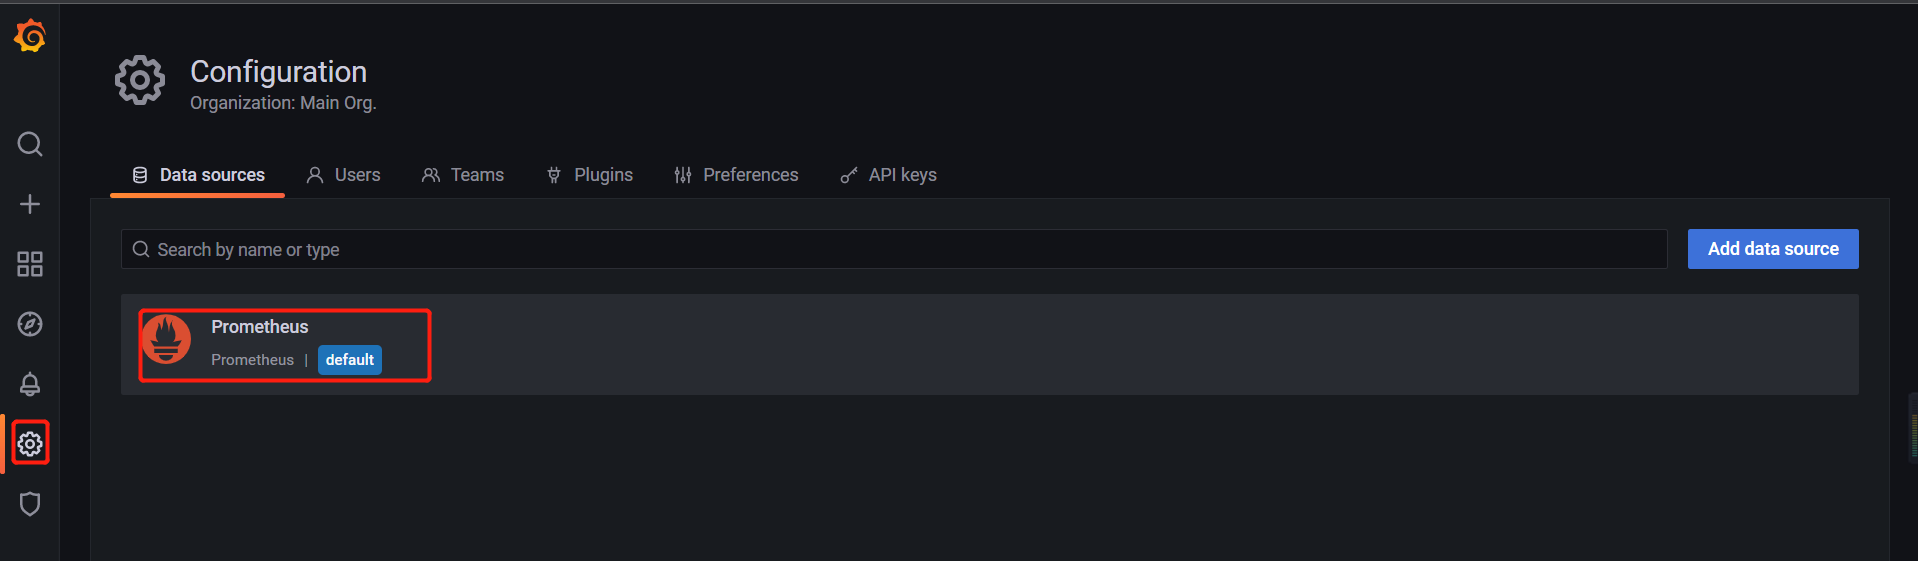 Configuration
Organization: Main Org.
Data sources Users Teams Plugins Preferences API keys
Search by name or type Add data source
Prometheus
Prometheus | default